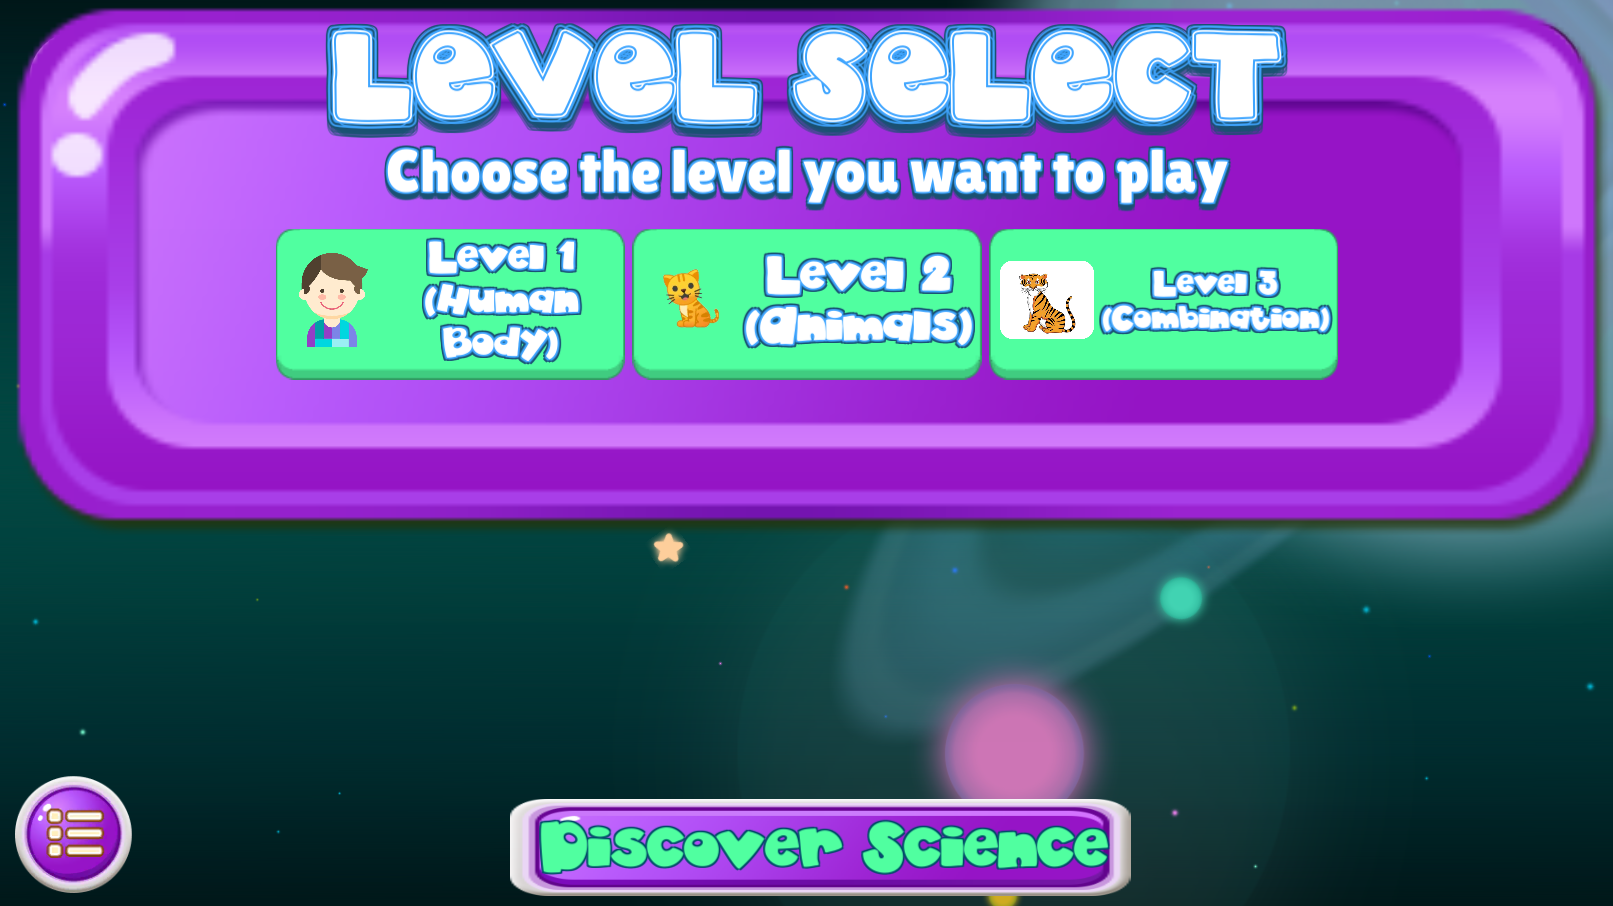 Level Select
Choose the level you want to play
Level 1
(Human
Body)
Level 2
(Animals)
Level 3
(Combination)
Discover Science